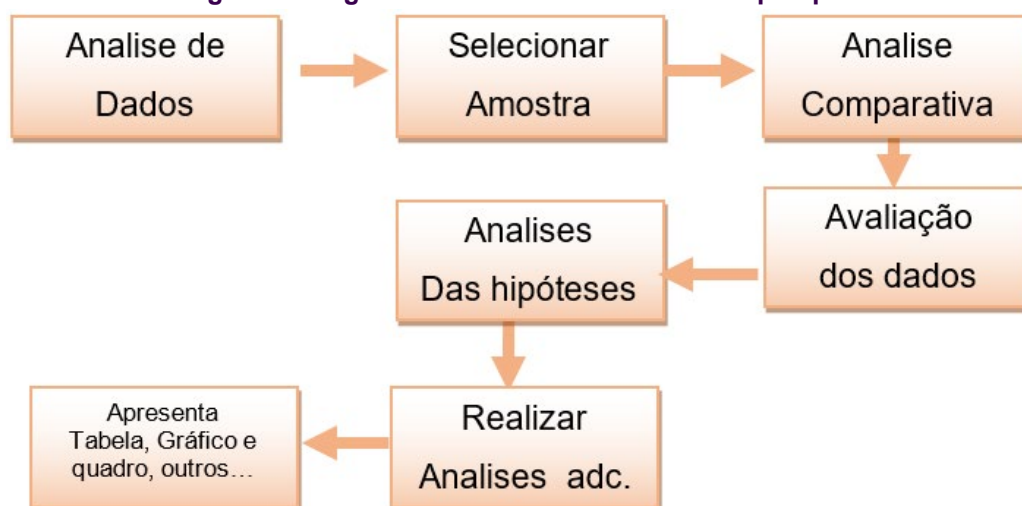 Analise de
Dados
Selecionar
Amostra
Analise
Comparativa
Avaliação
dos dados
Analises
Das hipóteses
Realizar
Analises adc.
Apresenta
Tabela, Gráfico e
quadro, outros...